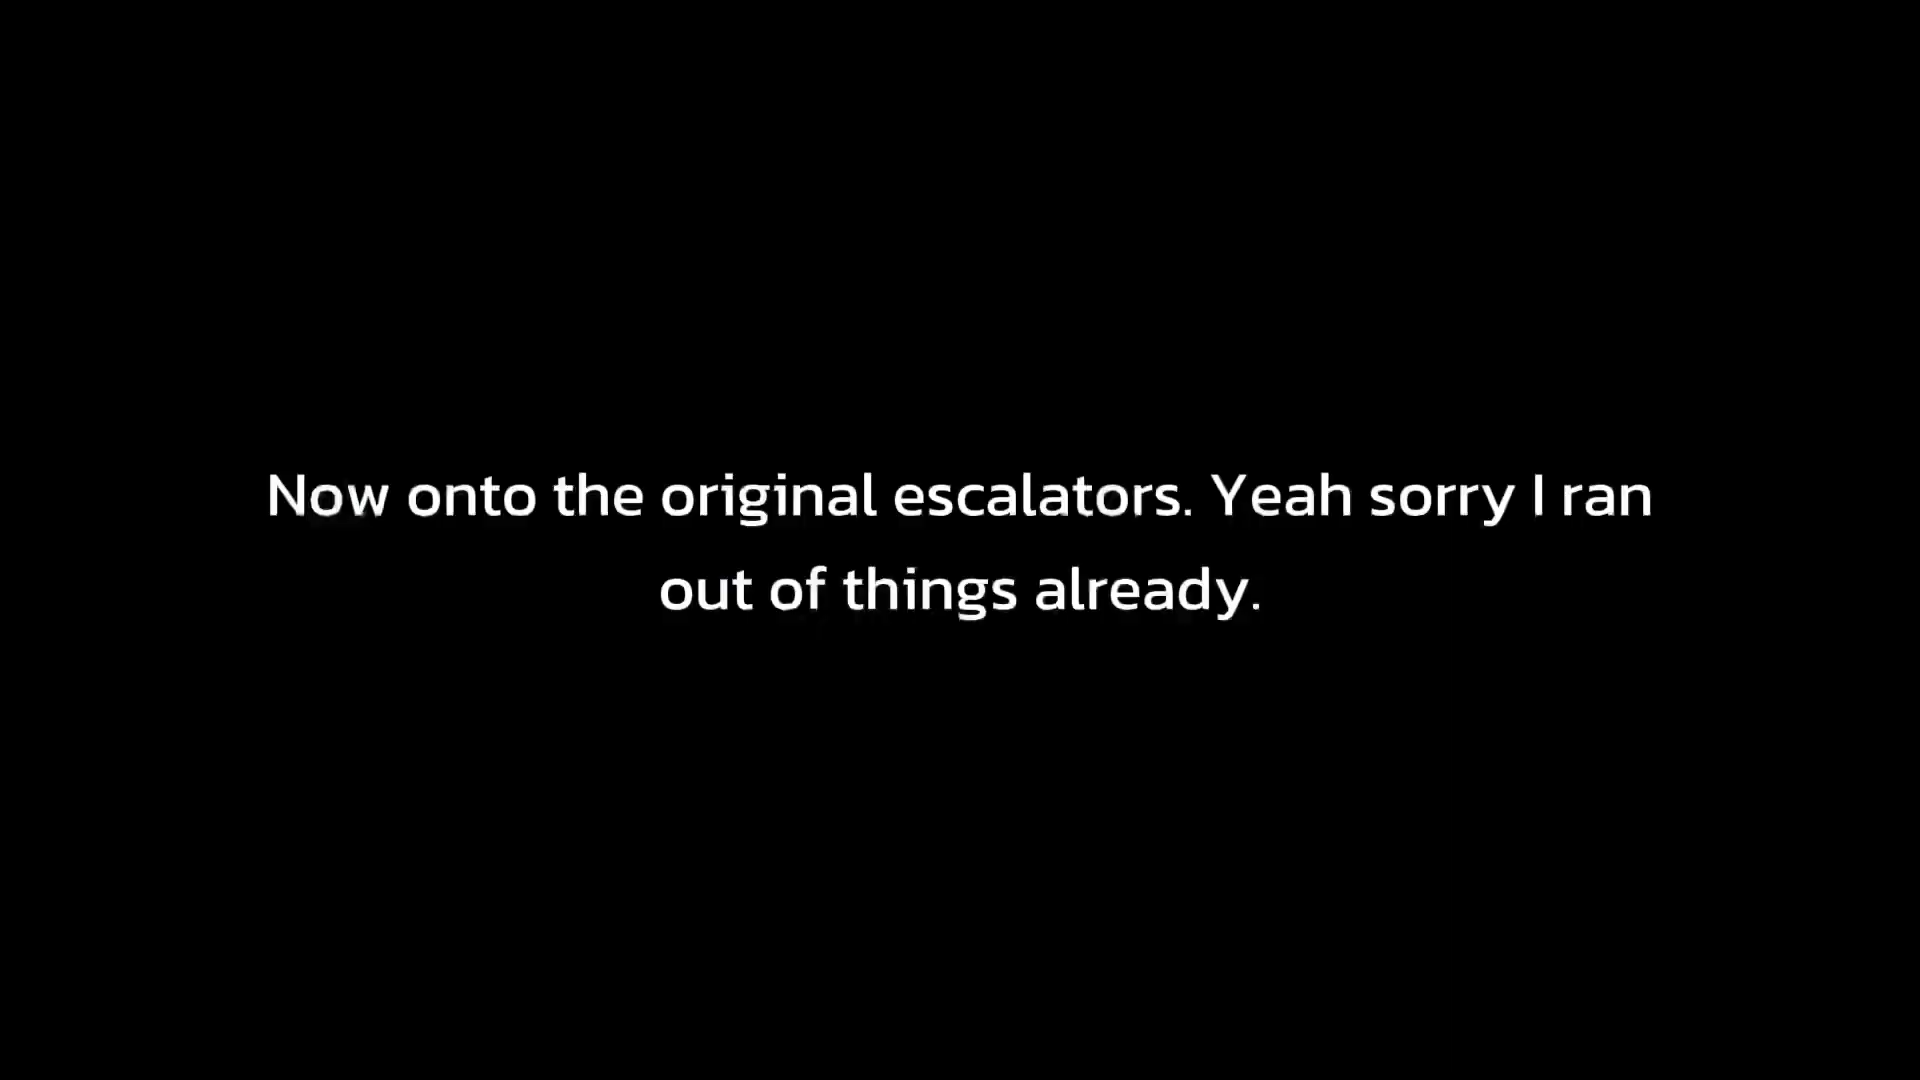 Now onto the original escalators. Yeah sorry I ran
out of things already.